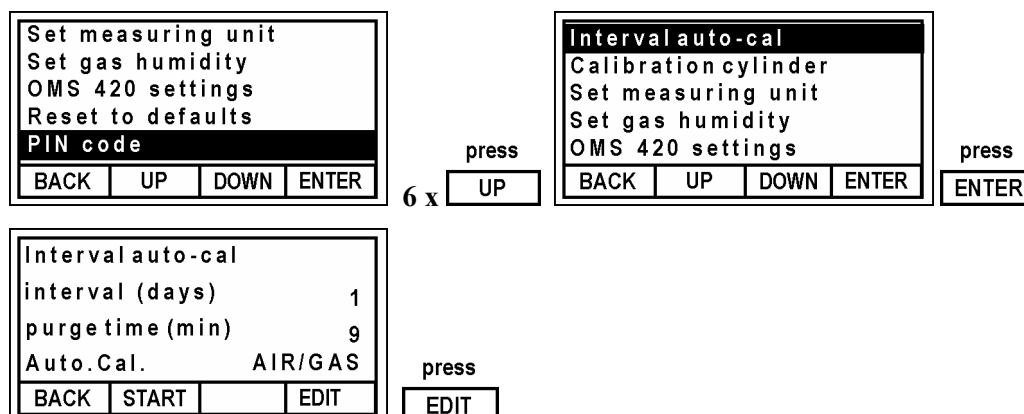 Set measuring unit
Set gas humidity
OMS 420 settings
Reset to defaults
PIN code
BACK UP DOWN ENTER
6 x
press
UP
Interval auto-cal
Calibration cylinder
Set measuring unit
Set gas humidity
OMS 420 settings
BACK UP DOWN ENTER
press
ENTER
Interval auto-cal
interval (days) 1
purge time (min) 9
Auto.Cal. AIR/GAS
BACK START EDIT
press
EDIT